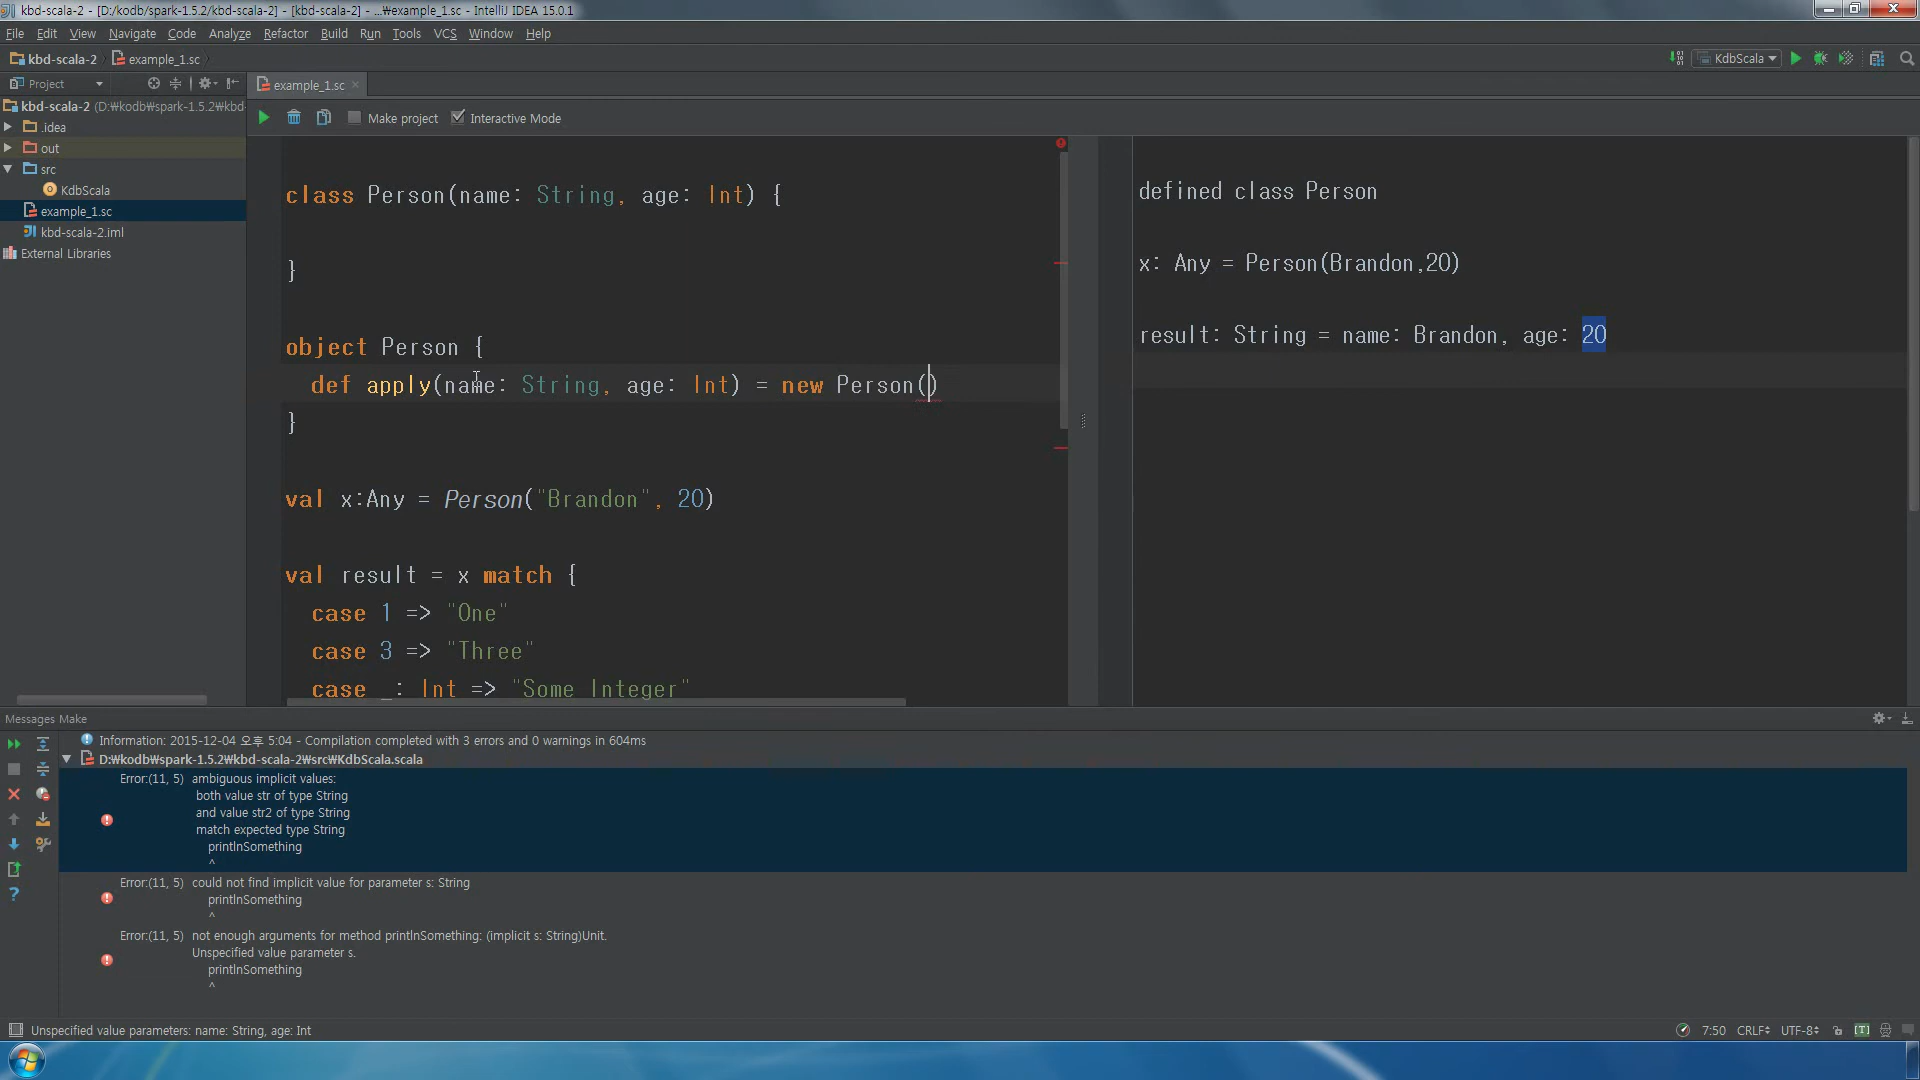 kbd-scala-2 - [D:/kodb/spark-1.5.2/kbd-scala-2] - [kbd-scala-2] - ...₩example_1.sc - IntelliJ IDEA 15.0.1
File Edit View Navigate Code Analyze Refactor Build Run Tools VCS Window Help
kbd-scala-2 example_1.sc KdbScala
Project example_1.sc
kbd-scala-2 (D:₩kodb₩spark-1.5.2₩kbd-
Make project Interactive Mode
.idea
out
src
KdbScala
example_1.sc
kbd-scala-2.iml
External Libraries
class Person(name: String, age: Int) {
}
object Person {
def apply(name: String, age: Int) = new Person()
}
val x:Any = Person("Brandon", 20)
val result = x match {
case 1 => "One"
case 3 => "Three"
case _: Int => "Some Integer"
defined class Person
x: Any = Person(Brandon,20)
result: String = name: Brandon, age: 20
Messages Make
Information: 2015-12-04 오후 5:04 - Compilation completed with 3 errors and 0 warnings in 604ms
D:₩kodb₩spark-1.5.2₩kbd-scala-2₩src₩KdbScala.scala
Error:(11, 5) ambiguous implicit values:
both value str of type String
and value str2 of type String
match expected type String
printlnSomething
^
Error:(11, 5) could not find implicit value for parameter s: String
printlnSomething
^
Error:(11, 5) not enough arguments for method printlnSomething: (implicit s: String)Unit.
Unspecified value parameter s.
printlnSomething
^
Unspecified value parameters: name: String, age: Int
7:50 CRLF UTF-8 [T]